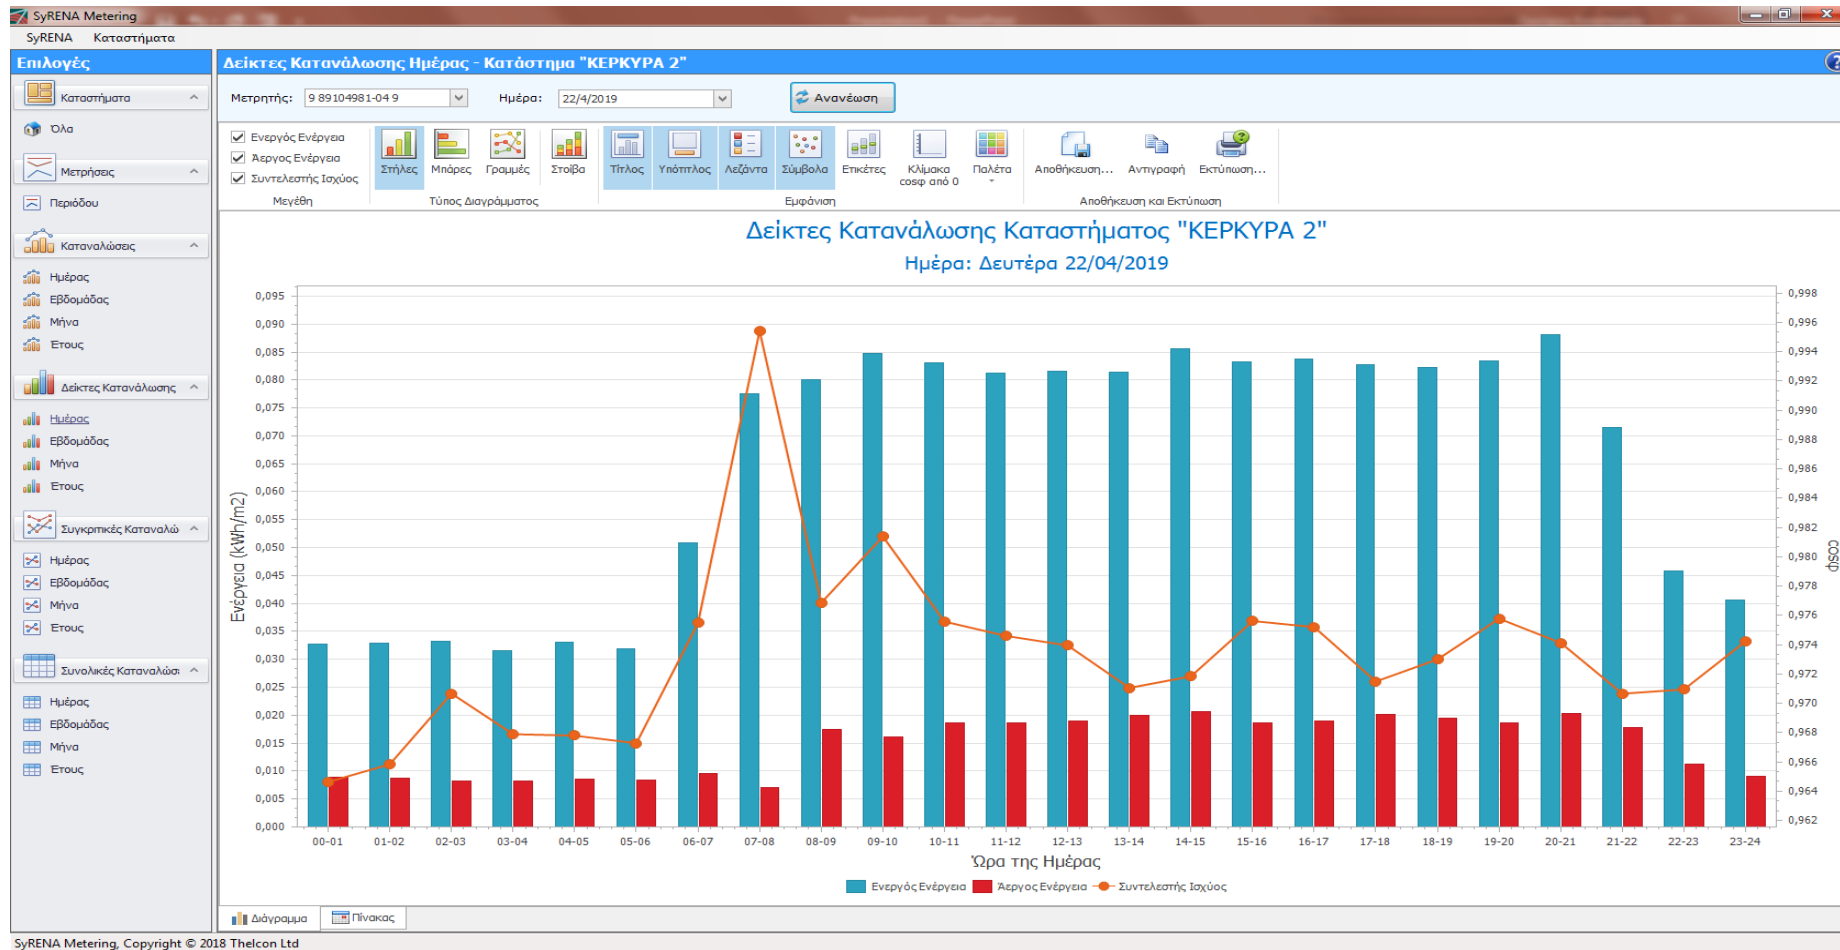 SyRENA Metering
SyRENA Καταστήματα
Επιλογές
Καταστήματα
Όλα
Μετρήσεις
Περιόδου
Καταναλώσεις
Ημέρας
Εβδομάδας
Μήνα
Έτους
Δείκτες Κατανάλωσης
Ημέρας
Εβδομάδας
Μήνα
Έτους
Συγκριτικές Καταναλώ
Ημέρας
Εβδομάδας
Μήνα
Έτους
Συνολικές Καταναλώσ
Ημέρας
Εβδομάδας
Μήνα
Έτους
Δείκτες Κατανάλωσης Ημέρας - Κατάστημα "ΚΕΡΚΥΡΑ 2"
Μετρητής: 9 89104981-04 9 Ημέρα: 22/4/2019 Ανανέωση
Ενεργός Ενέργεια
Άεργος Ενέργεια
Συντελεστής Ισχύος
Μεγέθη
Στήλες Μπάρες Γραμμές Στοίβα
Τύπος Διαγράμματος
Τίτλος Υπότιτλος Λεζάντα Σύμβολα Ετικέτες Κλίμακα συσφ από 0 Παλέτα
Εμφάνιση
Αποθήκευση... Αντιγραφή Εκτύπωση...
Αποθήκευση και Εκτύπωση
Δείκτες Κατανάλωσης Καταστήματος "ΚΕΡΚΥΡΑ 2"
Ημέρα: Δευτέρα 22/04/2019
Ενέργεια (kWh/m2)
0,095
0,090
0,085
0,080
0,075
0,070
0,065
0,060
0,055
0,050
0,045
0,040
0,035
0,030
0,025
0,020
0,015
0,010
0,005
0,000
0,998
0,996
0,994
0,992
0,990
0,988
0,986
0,984
0,982
0,980
0,978
0,976
0,974
0,972
0,970
0,968
0,966
0,964
0,962
cosφ
00-01 01-02 02-03 03-04 04-05 05-06 06-07 07-08 08-09 09-10 10-11 11-12 12-13 13-14 14-15 15-16 16-17 17-18 18-19 19-20 20-21 21-22 22-23 23-24
Ώρα της Ημέρας
Ενεργός Ενέργεια Άεργος Ενέργεια Συντελεστής Ισχύος
Διάγραμμα Πίνακας
SyRENA Metering, Copyright © 2018 Thelcon Ltd